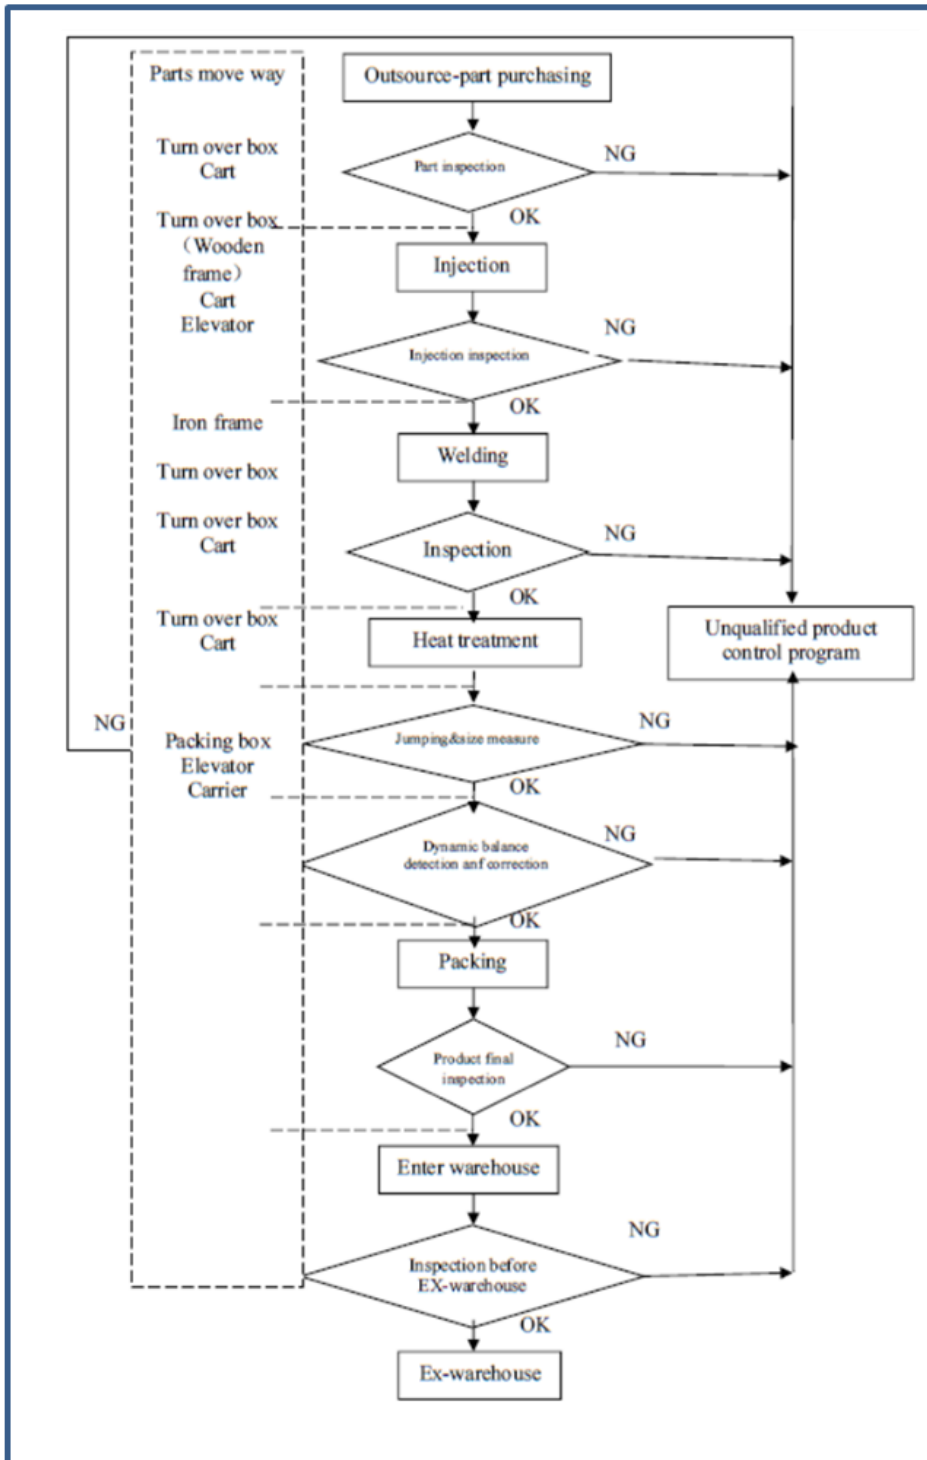 Parts move way
Outsource-part purchasing
Turn over box
Cart
Part inspection
NG
OK
Turn over box
（Wooden
frame）
Cart
Elevator
Injection
Injection inspection
NG
OK
Iron frame
Welding
Turn over box
Turn over box
Cart
Inspection
NG
OK
Turn over box
Cart
Heat treatment
Unqualified product
control program
NG
Packing box
Elevator
Carrier
Jumping&size measure
NG
OK
Dynamic balance
detection anf correction
NG
OK
Packing
Product final
inspection
NG
OK
Enter warehouse
Inspection before
EX-warehouse
NG
OK
Ex-warehouse